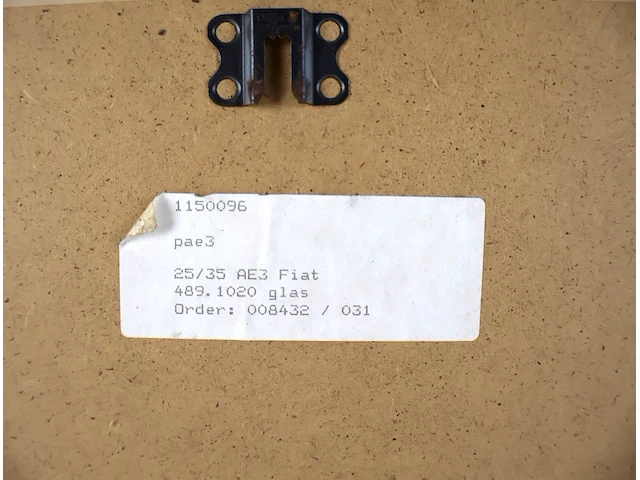 1150096
pae3
25/35 AE3 Fiat
489.1020 glas
Order: 008432 / 031